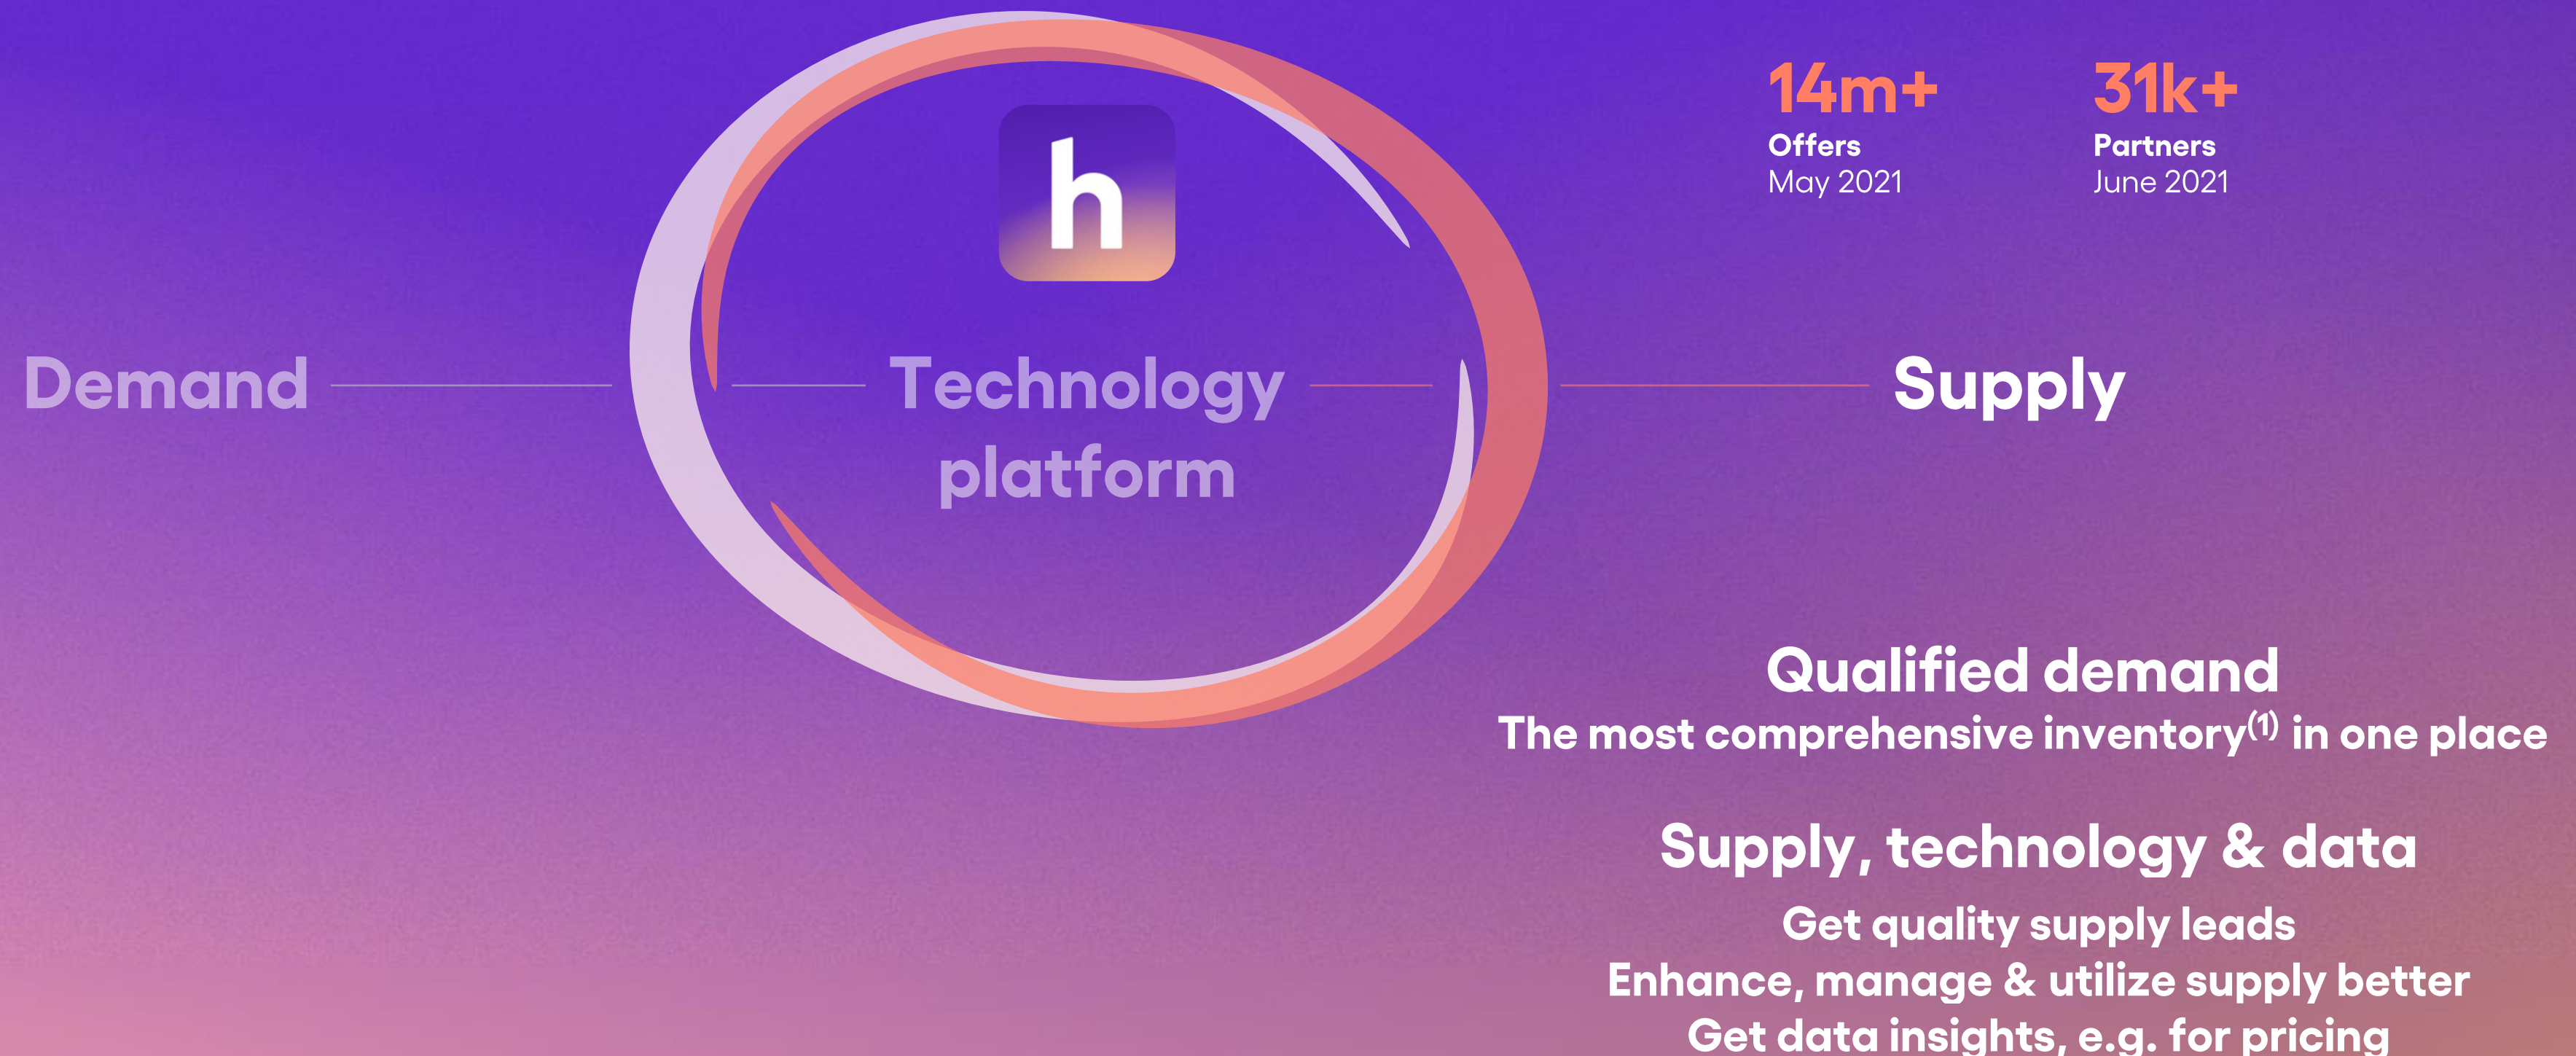 14m+
Offers
May 2021
31k+
Partners
June 2021
h
Demand
Technology
platform
Supply
Qualified demand
The most comprehensive inventory(1) in one place
Supply, technology & data
Get quality supply leads
Enhance, manage & utilize supply better
Get data insights, e.g. for pricing